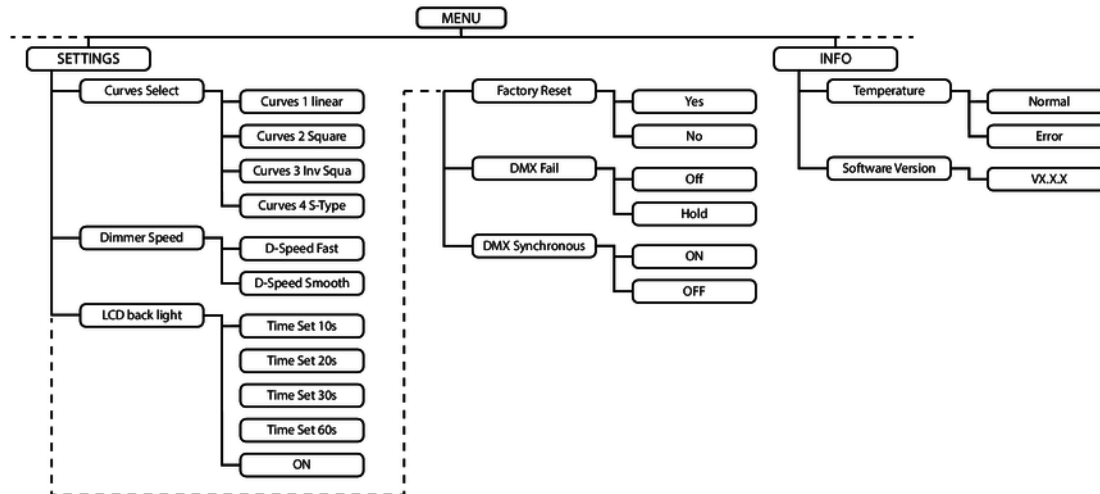 MENU
SETTINGS
Curves Select
Curves 1 linear
Curves 2 Square
Curves 3 Inv Squa
Curves 4 S-Type
Dimmer Speed
D-Speed Fast
D-Speed Smooth
LCD back light
Time Set 10s
Time Set 20s
Time Set 30s
Time Set 60s
ON
Factory Reset
Yes
No
DMX Fail
Off
Hold
DMX Synchronous
ON
OFF
INFO
Temperature
Normal
Error
Software Version
VX.X.X